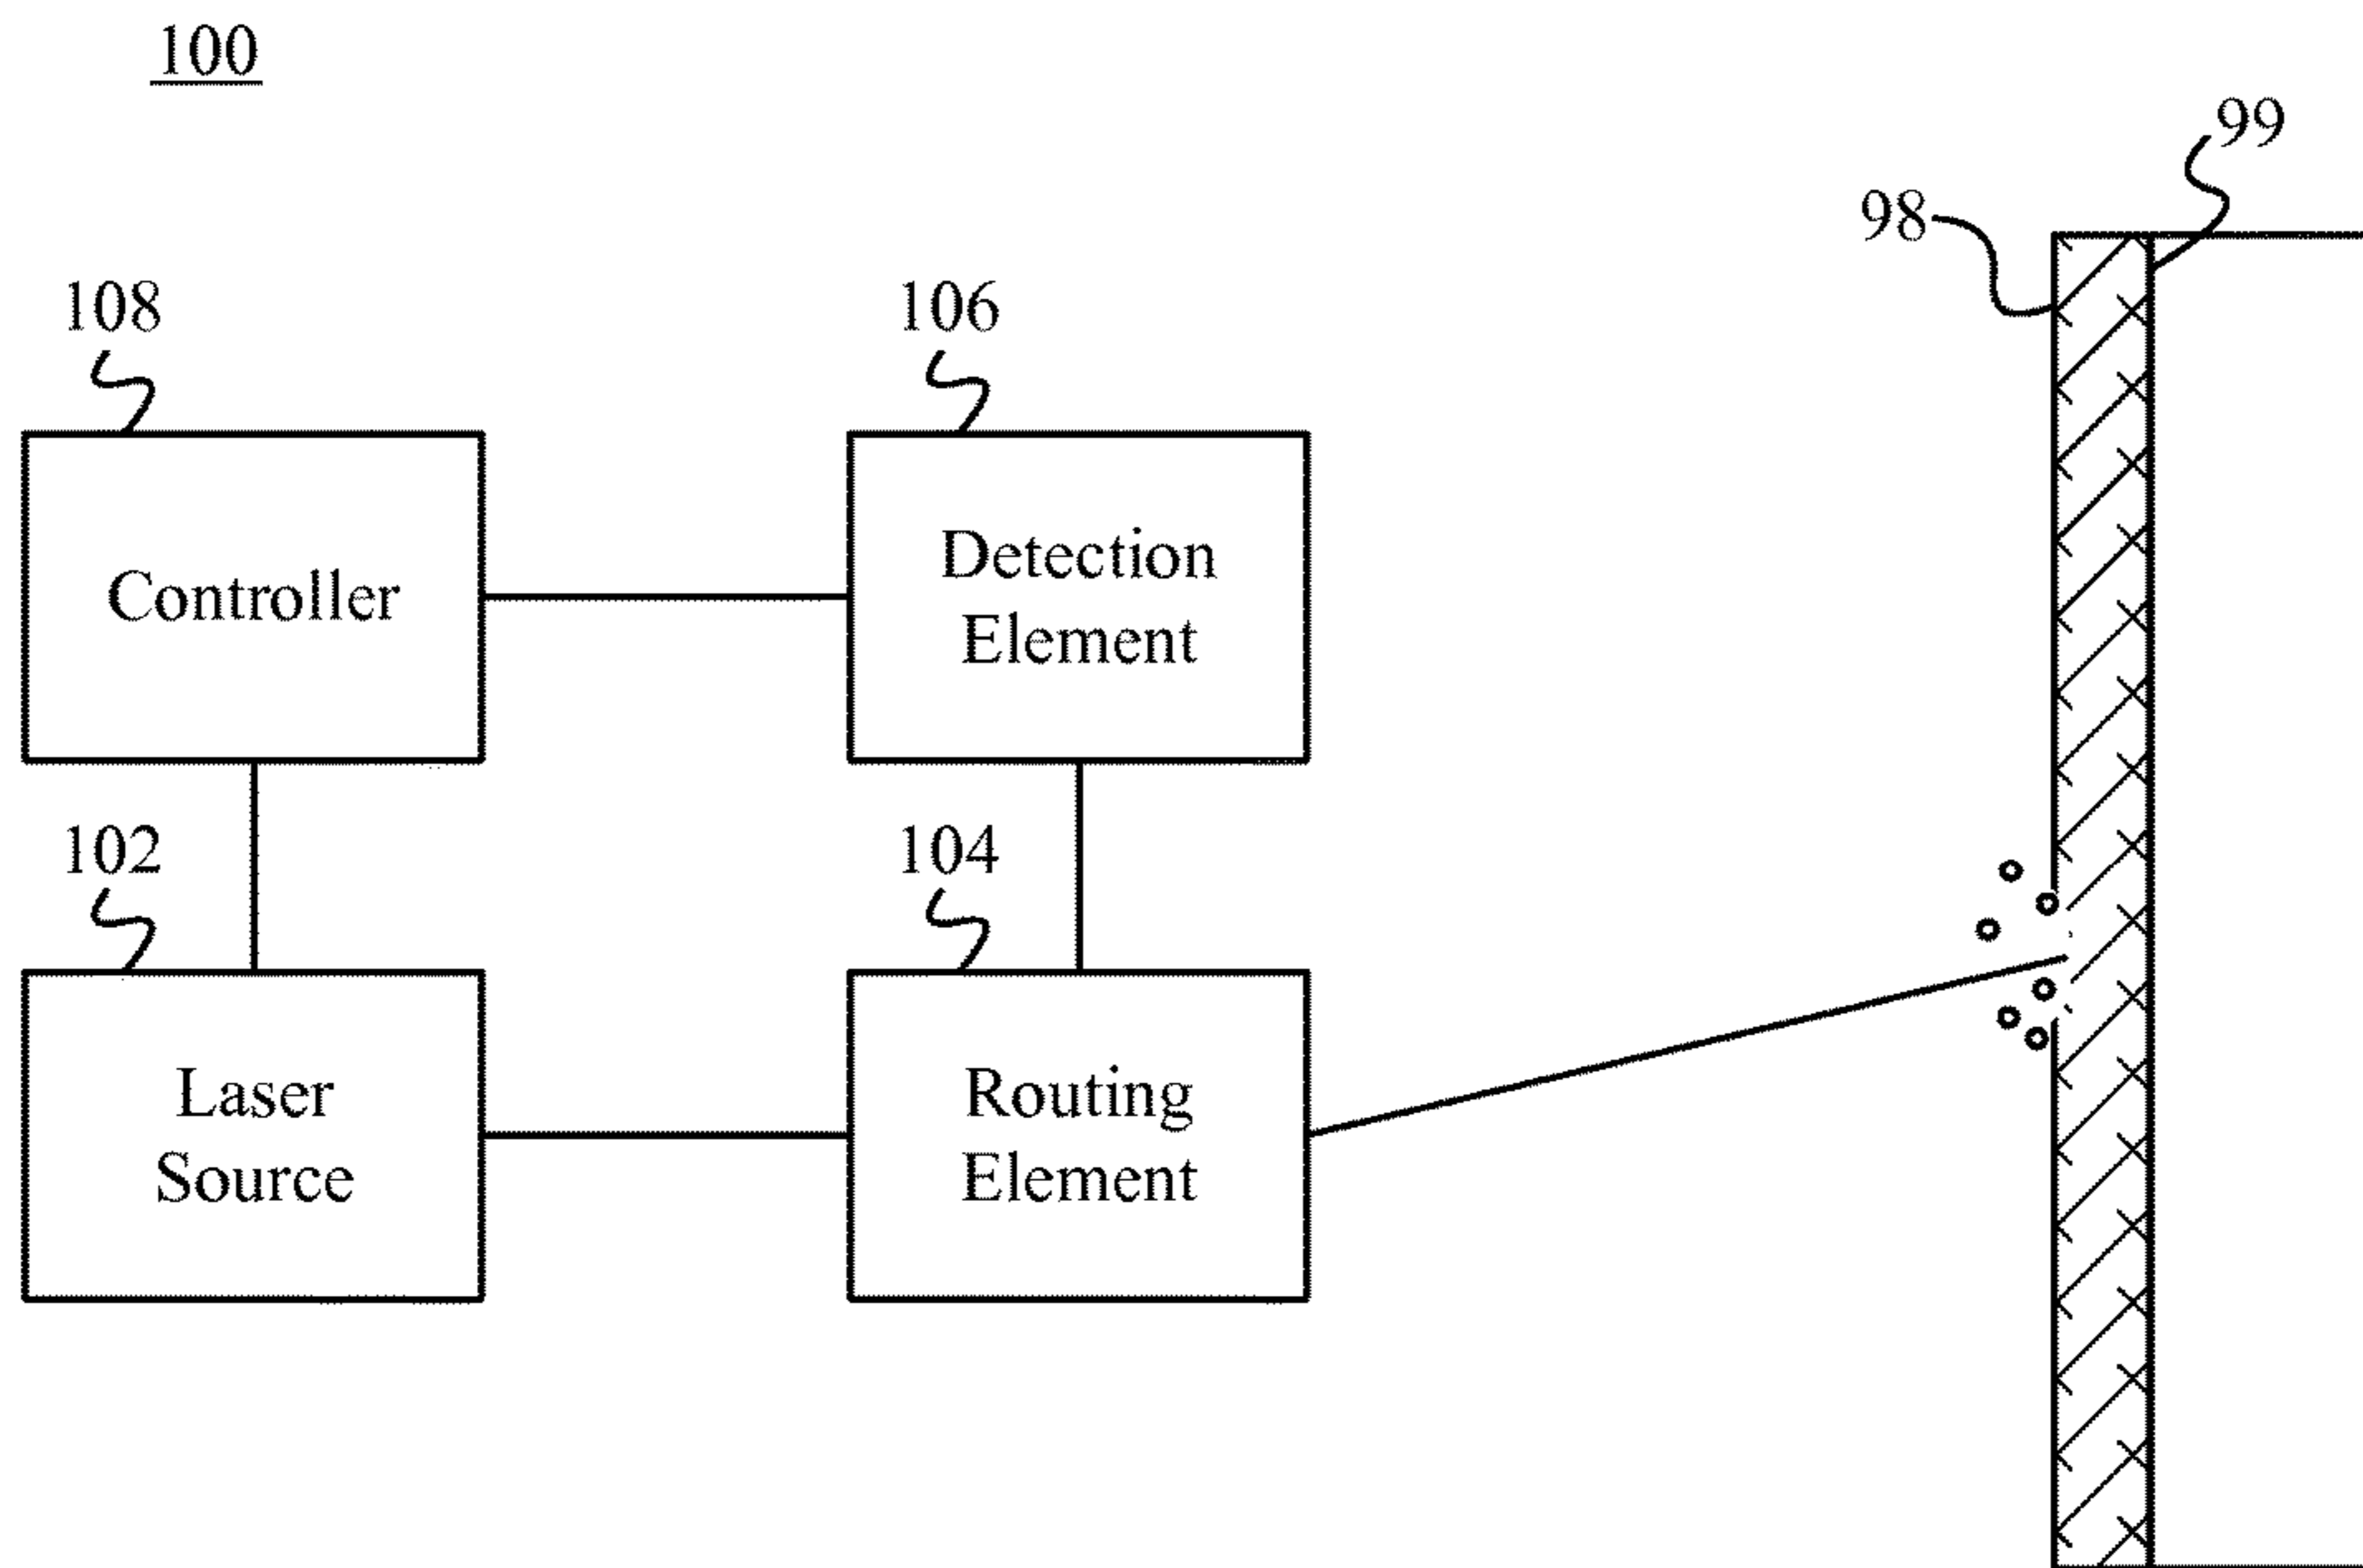 100
99
98
108
106
Controller
Detection
Element
102
104
Laser
Source
Routing
Element